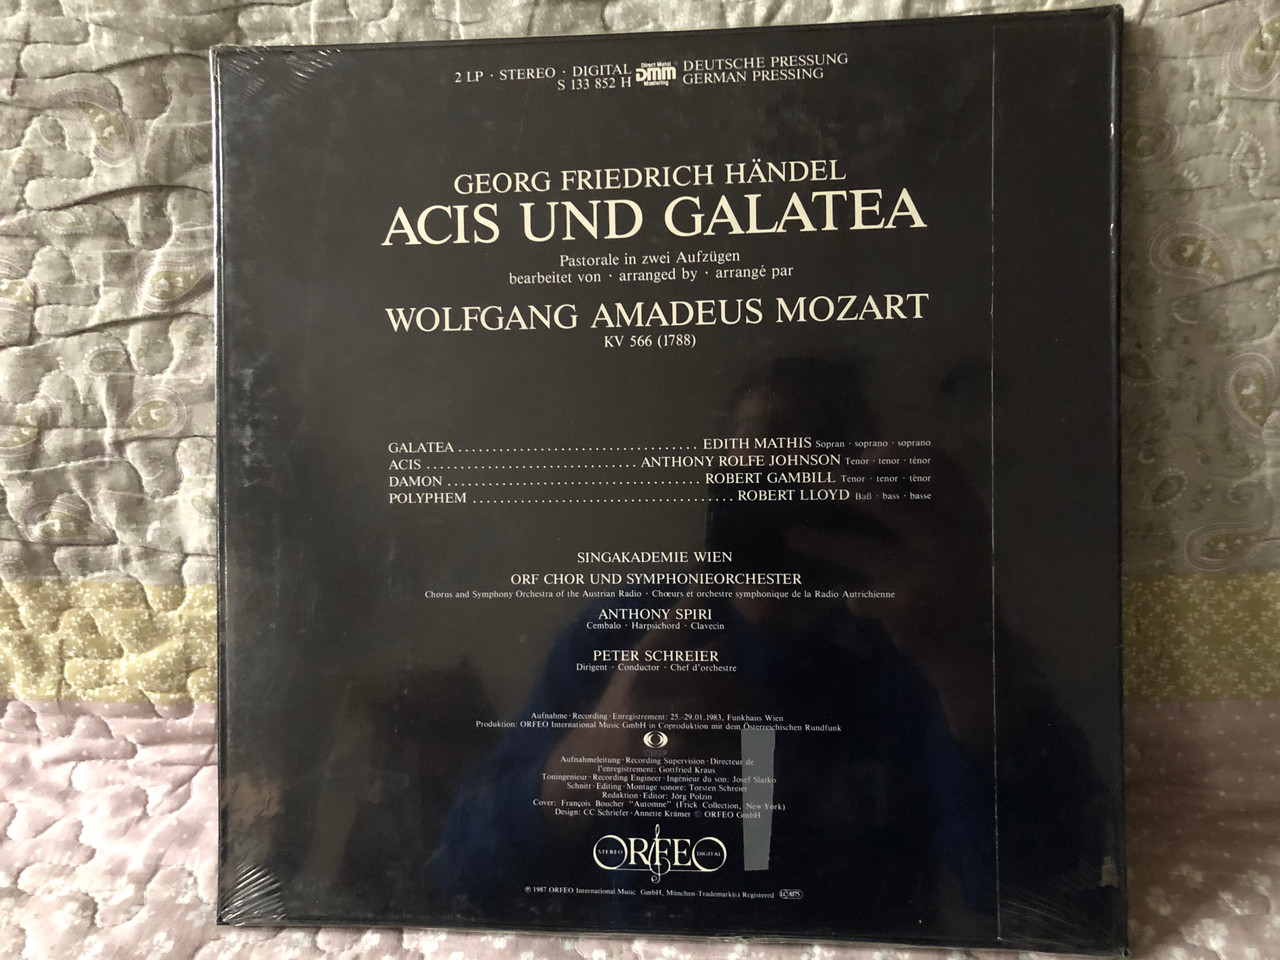 2 LP · STEREO · DIGITAL
S 133 852 H
Direct Metal
DMM
Mastering
DEUTSCHE PRESSUNG
GERMAN PRESSING
GEORG FRIEDRICH HÄNDEL
ACIS UND GALATEA
Pastorale in zwei Aufzügen
bearbeitet von · arranged by · arrangé par
WOLFGANG AMADEUS MOZART
KV 566 (1788)
GALATEA .................................... EDITH MATHIS Sopran · soprano · soprano
ACIS ............................... ANTHONY ROLFE JOHNSON Tenor · tenor · ténor
DAMON ...................................... ROBERT GAMBILL Tenor · tenor · ténor
POLYPHEM ....................................... ROBERT LLOYD Baß · bass · basse
SINGAKADEMIE WIEN
ORF CHOR UND SYMPHONIEORCHESTER
Chorus and Symphony Orchestra of the Austrian Radio · Chœurs et orchestre symphonique de la Radio Autrichienne
ANTHONY SPIRI
Cembalo · Harpsichord · Clavecin
PETER SCHREIER
Dirigent · Conductor · Chef d'orchestre
Aufnahme · Recording · Enregistrement: 25.-29.01.1983, Funkhaus Wien
Produktion: ORFEO International Music GmbH in Coproduktion mit dem Österreichischen Rundfunk
Aufnahmeleitung · Recording Supervision · Directeur de
l'enregistrement: Gottfried Kraus
Toningenieur · Recording Engineer · Ingénieur du son: Josef Slatko
Schnitt · Editing · Montage sonore: Torsten Schreier
Redaktion · Editor: Jörg Polzin
Cover: François Boucher "Automne" (Frick Collection, New York)
Design: CC Schriefer · Annette Krämer © ORFEO GmbH
STEREO ORFEO DIGITAL
℗ 1987 ORFEO International Music GmbH, München-Trademark(s) Registered LC 8175